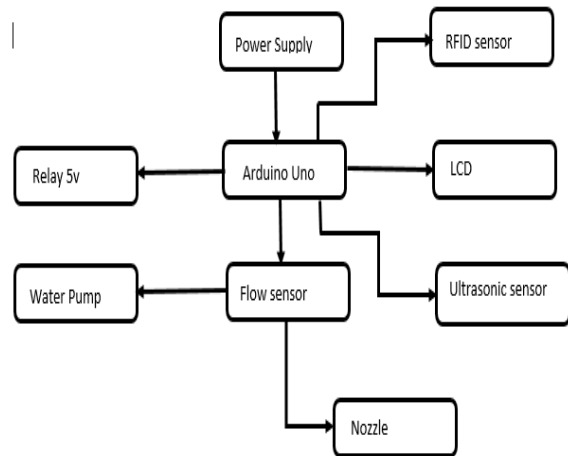 Power Supply
RFID sensor
Relay 5v
Arduino Uno
LCD
Water Pump
Flow sensor
Ultrasonic sensor
Nozzle